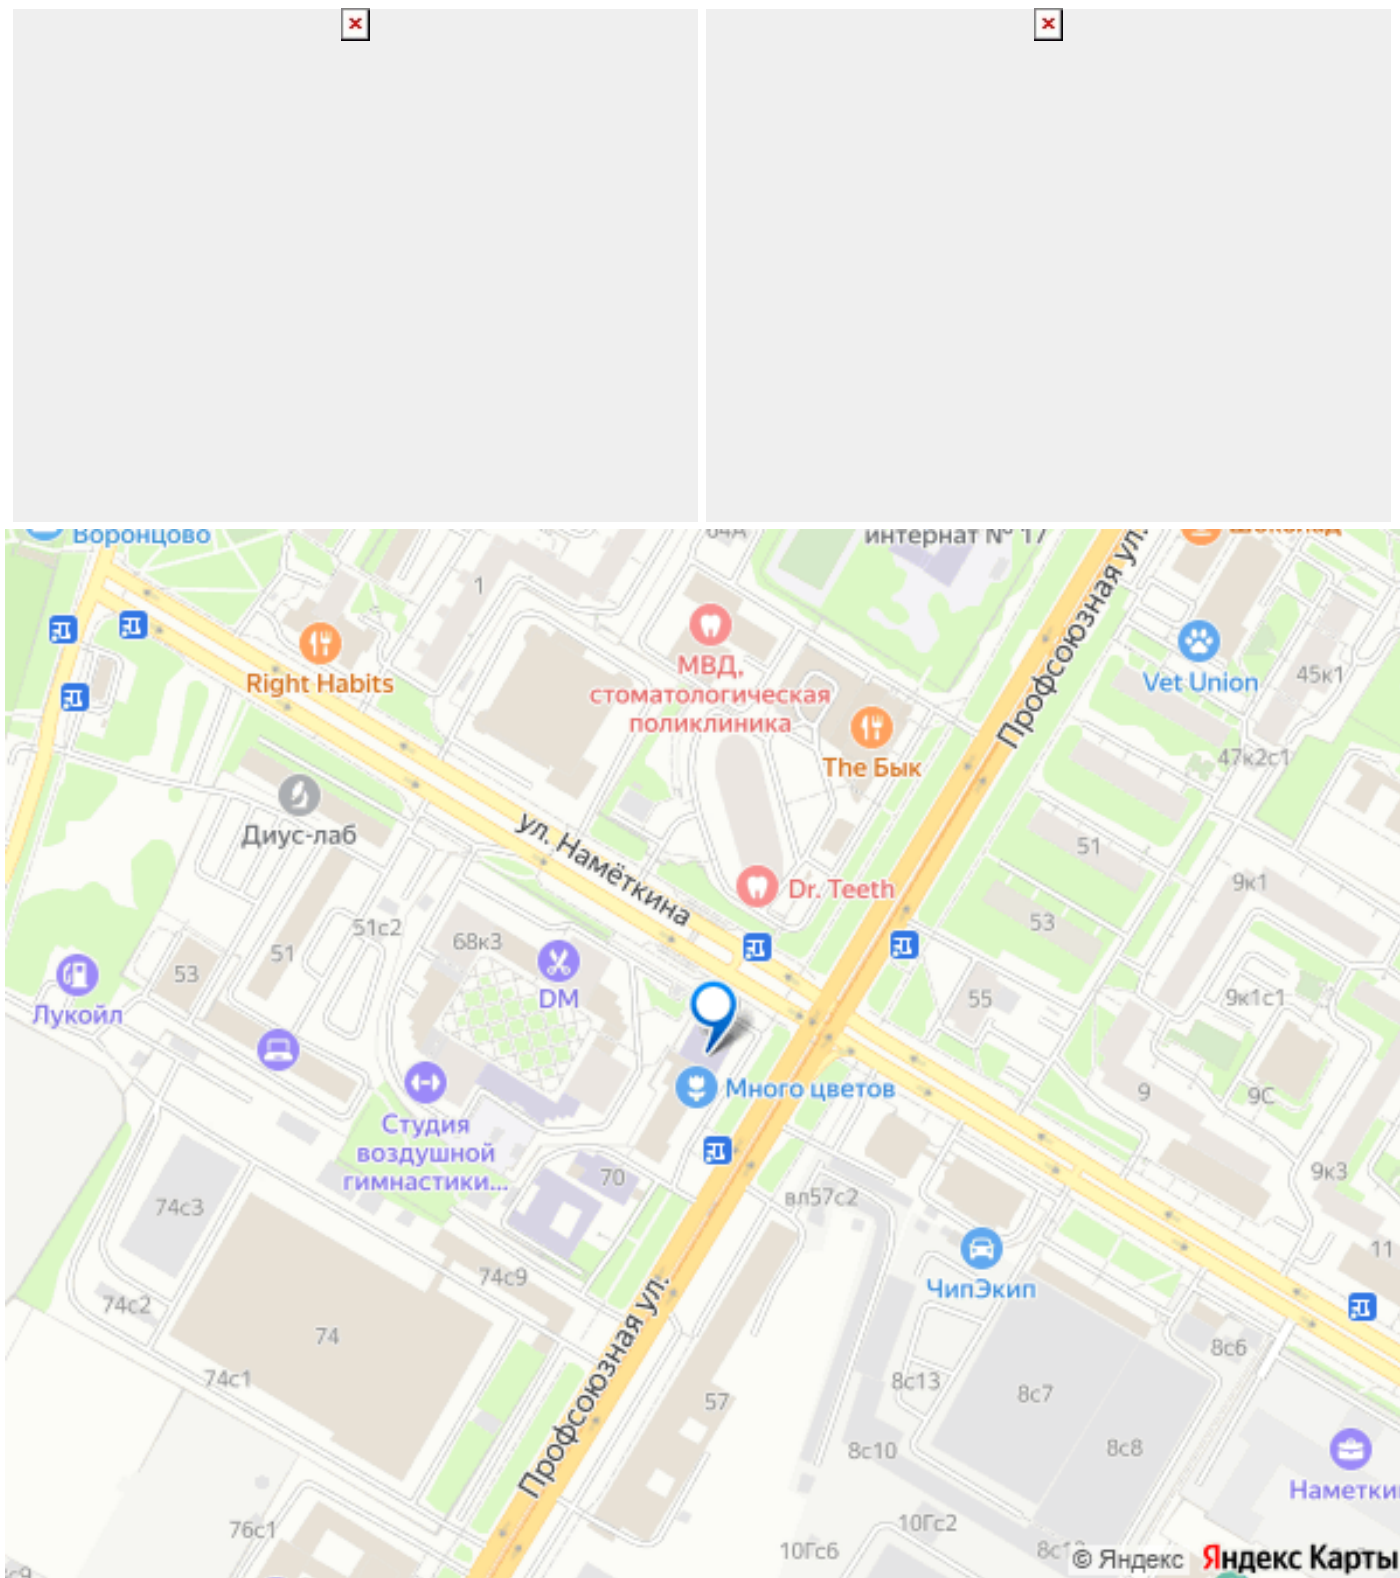 Воронцово
64А
интернат № 17
Шоколад
1
Профсоюзная ул.
Right Habits
МВД,
стоматологическая
поликлиника
Vet Union
45к1
The Бык
47к2с1
Диус-лаб
ул. Намёткина
51
Dr. Teeth
9к1
51с2
53
68к3
51
53
DM
55
9к1с1
Лукойл
Много цветов
9
9С
Студия
воздушной
гимнастики...
70
9к3
74с3
вл57с2
11
74с9
ЧипЭкип
74с2
74
8с6
Профсоюзная ул.
74с1
8с13
8с7
57
8с10
8с8
Наметки
76с1
10Гс2
10Гс6
© Яндекс
Яндекс Карты